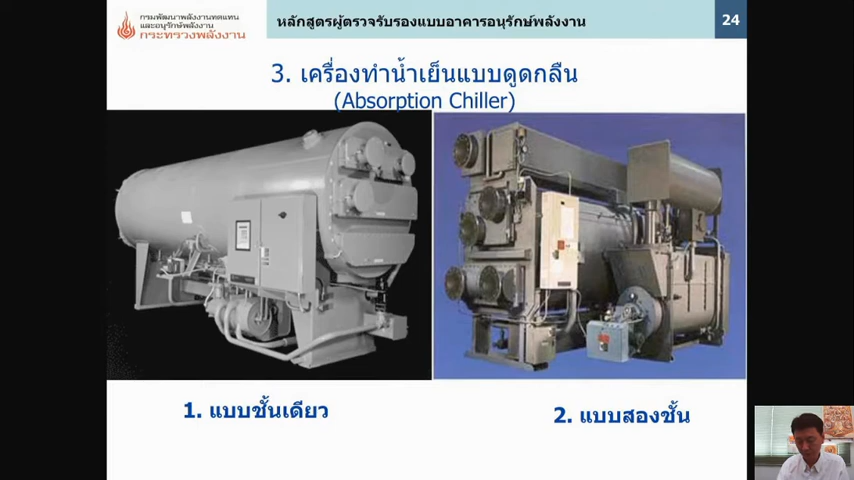 กรมพัฒนาพลังงานทดแทน
และอนุรักษ์พลังงาน
กระทรวงพลังงาน
หลักสูตรผู้ตรวจรับรองแบบอาคารอนุรักษ์พลังงาน
24
3. เครื่องทำน้ำเย็นแบบดูดกลืน
(Absorption Chiller)
1. แบบชั้นเดียว
2. แบบสองชั้น